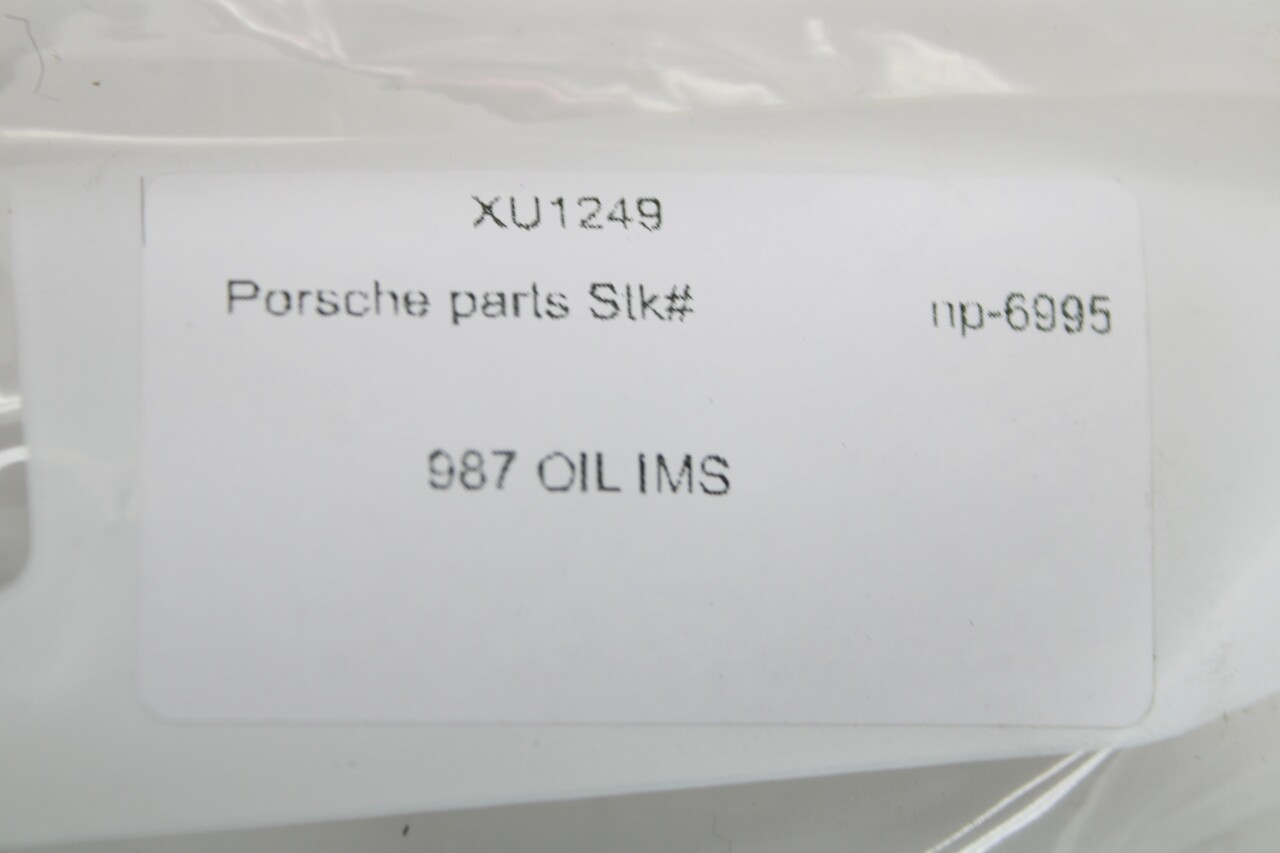 XU1249
Porsche parts Stk# np-6995
987 OIL IMS